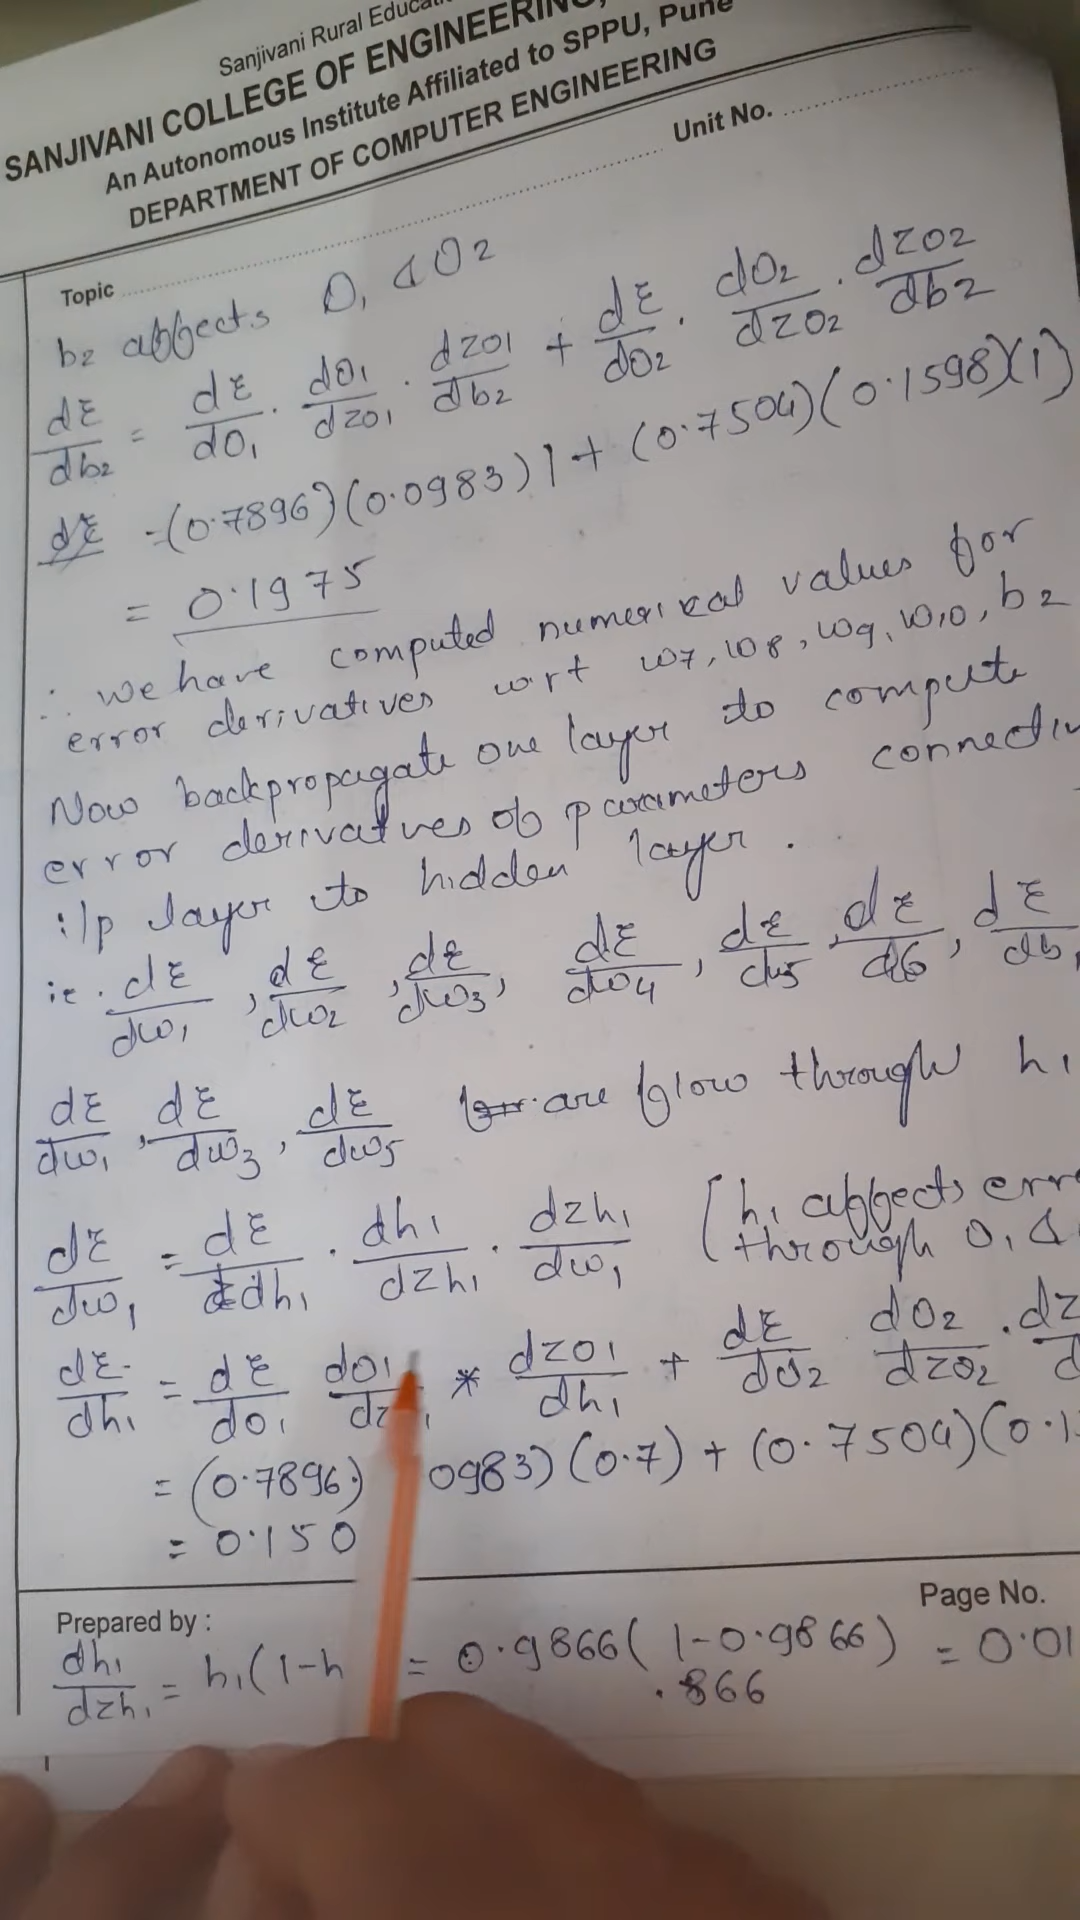 Sanjivani Rural Educa
SANJIVANI COLLEGE OF ENGINEERING,
An Autonomous Institute Affiliated to SPPU, Pune
DEPARTMENT OF COMPUTER ENGINEERING
Unit No.
Topic
b2 affects O1 & O2
dE/db2 = dE/dO1 . dO1/dzO1 . dzO1/db2 + dE/dO2 . dO2/dzO2 . dzO2/db2
dE = (0.7896)(0.0983)1 + (0.7504)(0.1598)(1)
= 0.1975
∴ we have computed numerical values for
error derivatives w.r.t w7, w8, w9, w10, b2
Now backpropagate one layer to compute
error derivatives of parameters connectin
i/p layer to hidden layer.
ie. dE/dw1, dE/dw2, dE/dw3, dE/dw4, dE/dw5, dE/d6, dE/db1
dE/dw1, dE/dw3, dE/dw5 are flow through h1
dE/dw1 = dE/dh1 . dh1/dzh1 . dzh1/dw1 [h1 affects err
through O1 &
dE/dh1 = dE/dO1 dO1/dz1 * dzO1/dh1 + dE/dO2 dO2/dzO2 . dz
= (0.7896) 0983)(0.7) + (0.7504)(0.1
= 0.150
Prepared by :
Page No.
dh1/dzh1 = h1(1-h = 0.9866(1-0.9866) = 0.01
.866